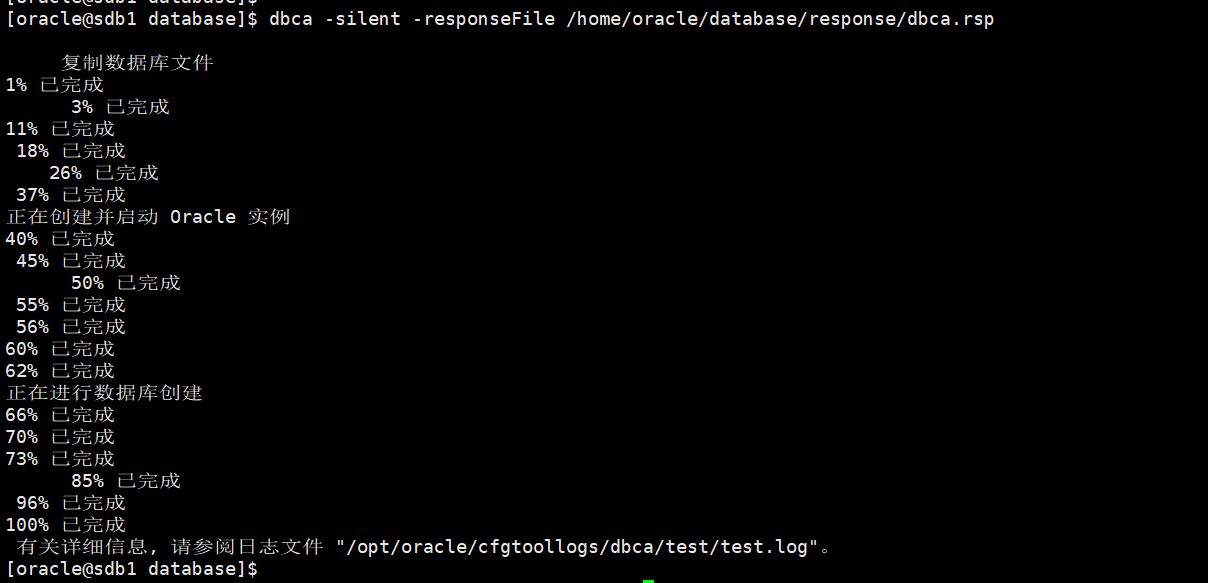 [oracle@sdb1 database]$
[oracle@sdb1 database]$ dbca -silent -responseFile /home/oracle/database/response/dbca.rsp
复制数据库文件
1% 已完成
3% 已完成
11% 已完成
18% 已完成
26% 已完成
37% 已完成
正在创建并启动 Oracle 实例
40% 已完成
45% 已完成
50% 已完成
55% 已完成
56% 已完成
60% 已完成
62% 已完成
正在进行数据库创建
66% 已完成
70% 已完成
73% 已完成
85% 已完成
96% 已完成
100% 已完成
有关详细信息, 请参阅日志文件 "/opt/oracle/cfgtoollogs/dbca/test/test.log"。
[oracle@sdb1 database]$